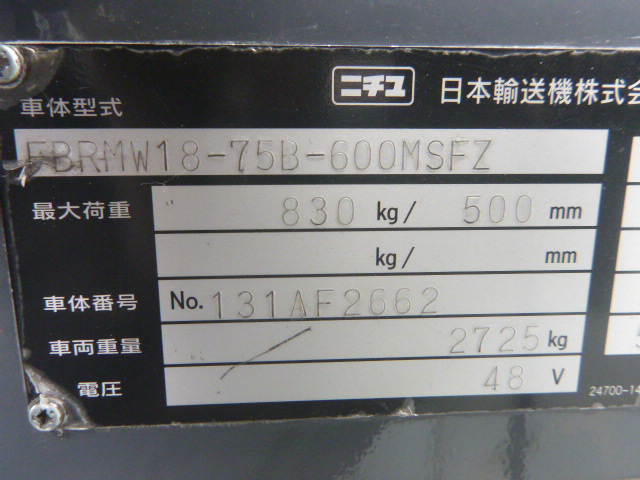 ニチユ 日本輸送機株式会
車体型式
FBRMW18-75B-600MSFZ
最大荷重 830 kg/ 500 mm
kg/ mm
車体番号 No. 131AF2662
車両重量 2725 kg
電圧 48 V
24700-14